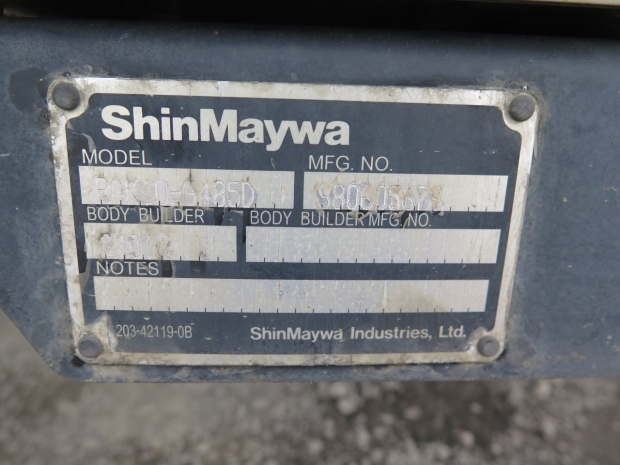 ShinMaywa
MODEL MFG. NO.
BODY BUILDER BODY BUILDER MFG. NO.
NOTES
203-42119-0B ShinMaywa Industries, Ltd.